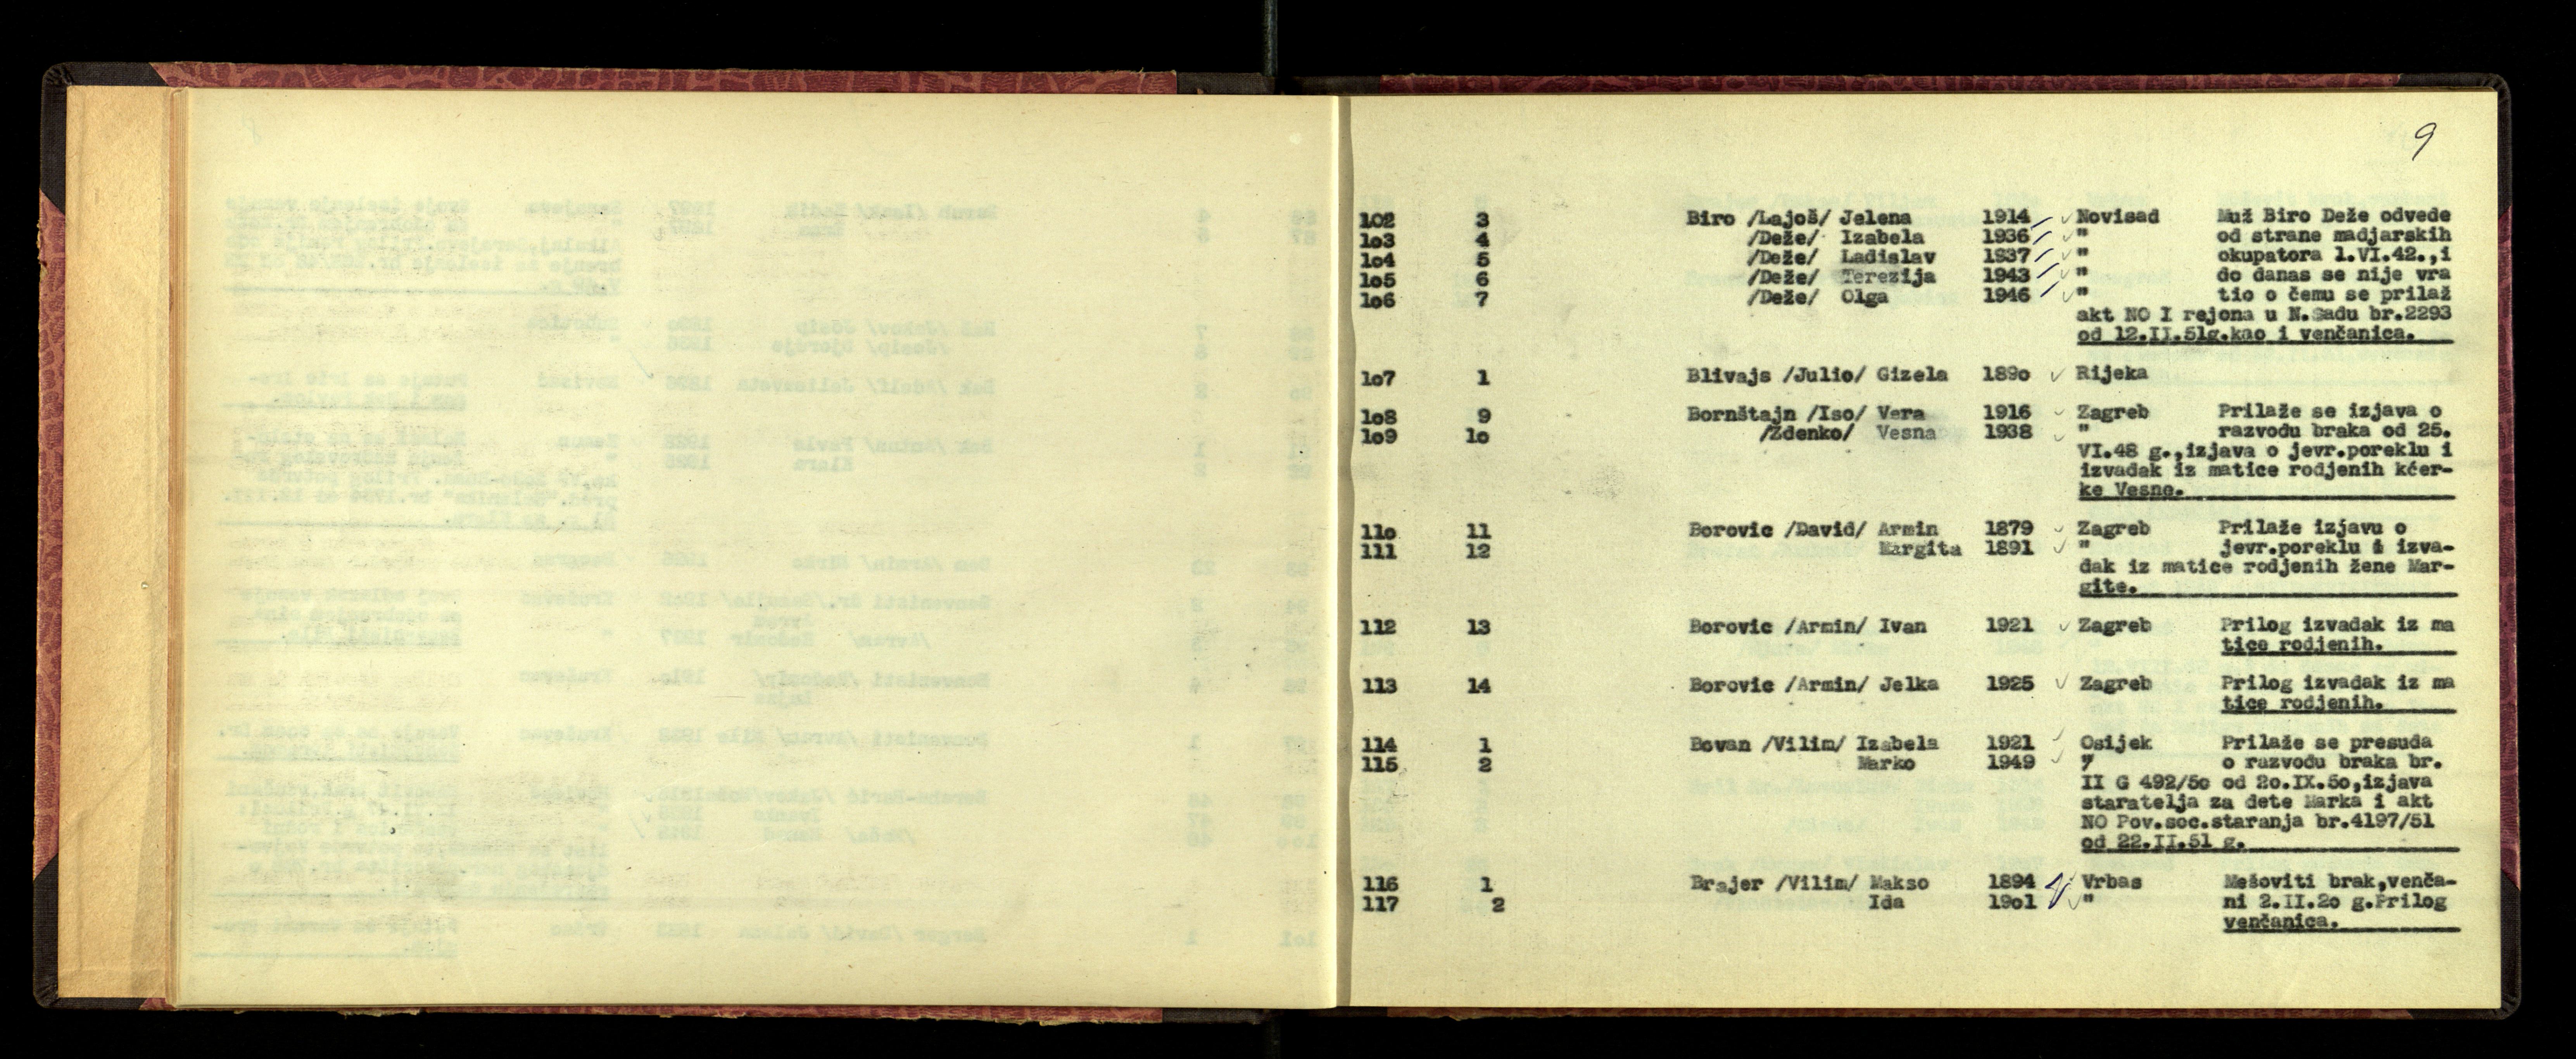 9
102 3 Biro /Lajoš/ Jelena 1914 Novisad Muž Biro Deže odvede
1o3 4 /Deže/ Izabela 1936 " od strane madjarskih
1o4 5 /Deže/ Ladislav 1937 " okupatora 1.VI.42.,i
1o5 6 /Deže/ Terezija 1943 " do danas se nije vra
1o6 7 /Deže/ Olga 1946 " tio o čemu se prilaž
akt NO I rejona u N.Sadu br.2293
od 12.II.51g.kao i venčanica.
1o7 1 Blivajs /Julio/ Gizela 189o Rijeka
1o8 9 Bornštajn /Iso/ Vera 1916 Zagreb Prilaže se izjava o
1o9 1o /Zdenko/ Vesna 1938 " razvodu braka od 25.
VI.48 g.,izjava o jevr.poreklu i
izvadak iz matice rodjenih kćer-
ke Vesne.
11o 11 Borovic /David/ Armin 1879 Zagreb Prilaže izjavu o
111 12 Margita 1891 " jevr.poreklu i izva-
dak iz matice rodjenih žene Mar-
gite.
112 13 Borovic /Armin/ Ivan 1921 Zagreb Prilog izvadak iz ma
tice rodjenih.
113 14 Borovic /Armin/ Jelka 1925 Zagreb Prilog izvadak iz ma
tice rodjenih.
114 1 Bovan /Vilim/ Izabela 1921 Osijek Prilaže se presuda
115 2 Marko 1949 " o razvodu braka br.
II G 492/5o od 2o.IX.5o,izjava
staratelja za dete Marka i akt
NO Pov.soc.staranja br.4197/51
od 22.II.51 g.
116 1 Brajer /Vilim/ Makso 1894 Vrbas Mešoviti brak,venča-
117 2 Ida 19o1 " ni 2.II.2o g.Prilog
venčanica.